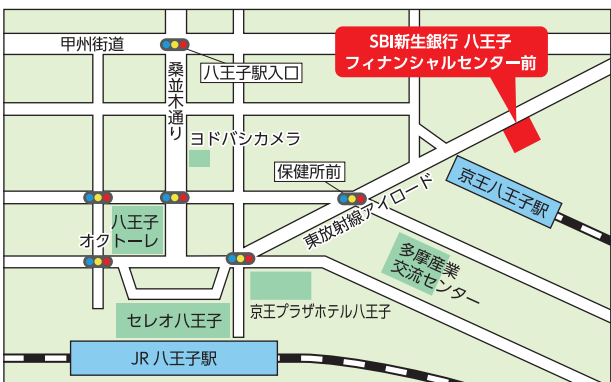 甲州街道
SBI新生銀行 八王子
フィナンシャルセンター前
八王子駅入口
桑並木通り
ヨドバシカメラ
保健所前
京王八王子駅
東放射線アイロード
八王子
オクトーレ
多摩産業
交流センター
京王プラザホテル八王子
セレオ八王子
JR 八王子駅